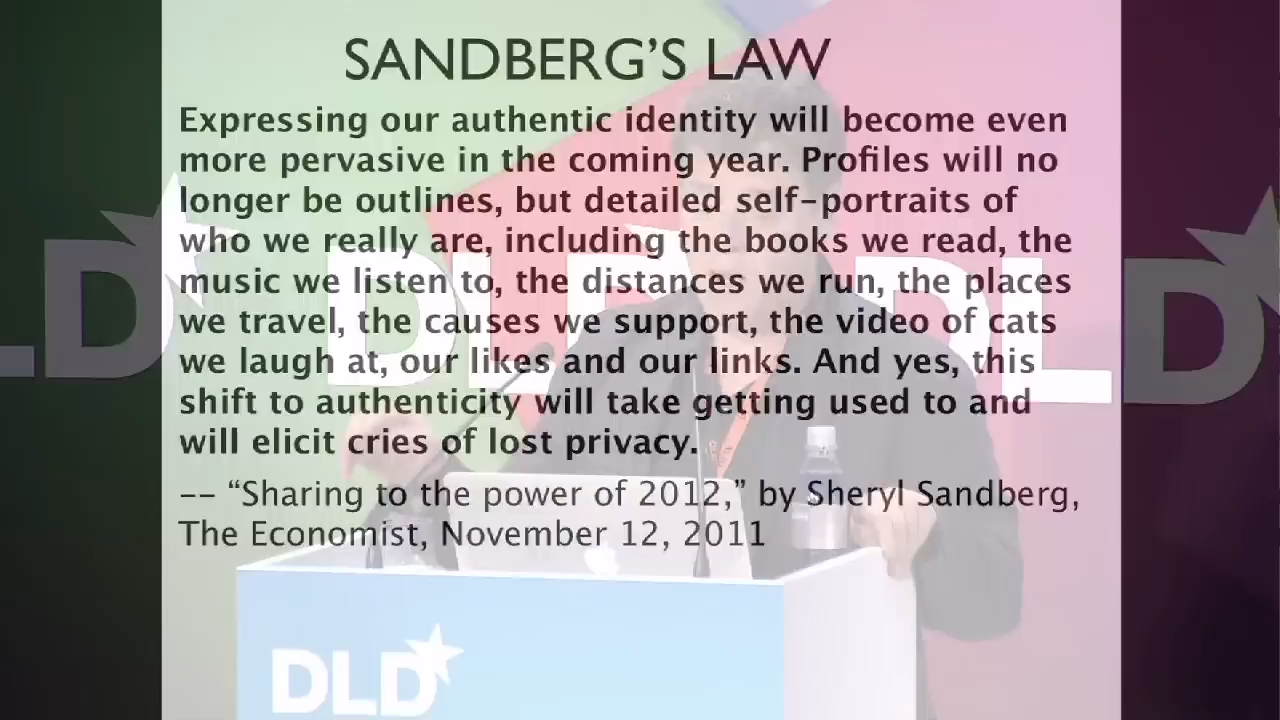 SANDBERG’S LAW
Expressing our authentic identity will become even
more pervasive in the coming year. Profiles will no
longer be outlines, but detailed self-portraits of
who we really are, including the books we read, the
music we listen to, the distances we run, the places
we travel, the causes we support, the video of cats
we laugh at, our likes and our links. And yes, this
shift to authenticity will take getting used to and
will elicit cries of lost privacy.
-- “Sharing to the power of 2012,” by Sheryl Sandberg,
The Economist, November 12, 2011
LD
DLD
DLD
DLD